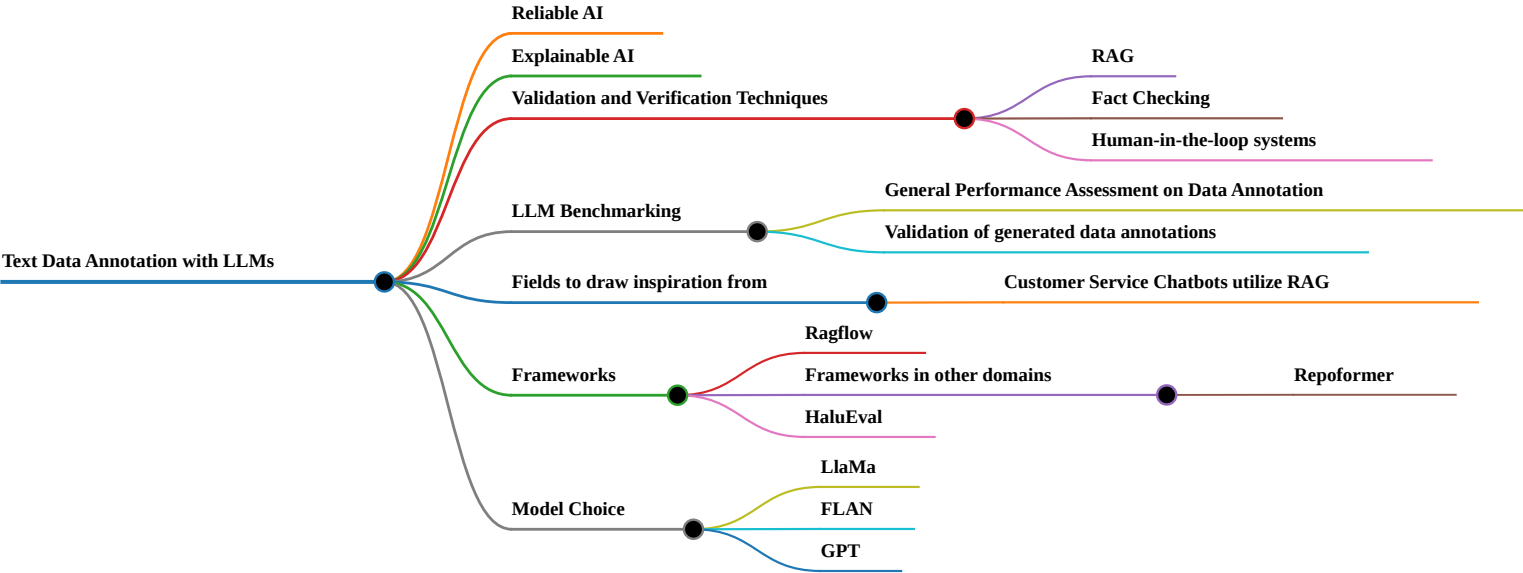 Reliable AI
Explainable AI
RAG
Validation and Verification Techniques
Fact Checking
Human-in-the-loop systems
General Performance Assessment on Data Annotation
LLM Benchmarking
Validation of generated data annotations
Text Data Annotation with LLMs
Fields to draw inspiration from
Customer Service Chatbots utilize RAG
Ragflow
Frameworks
Frameworks in other domains
Repoformer
HaluEval
LlaMa
Model Choice
FLAN
GPT